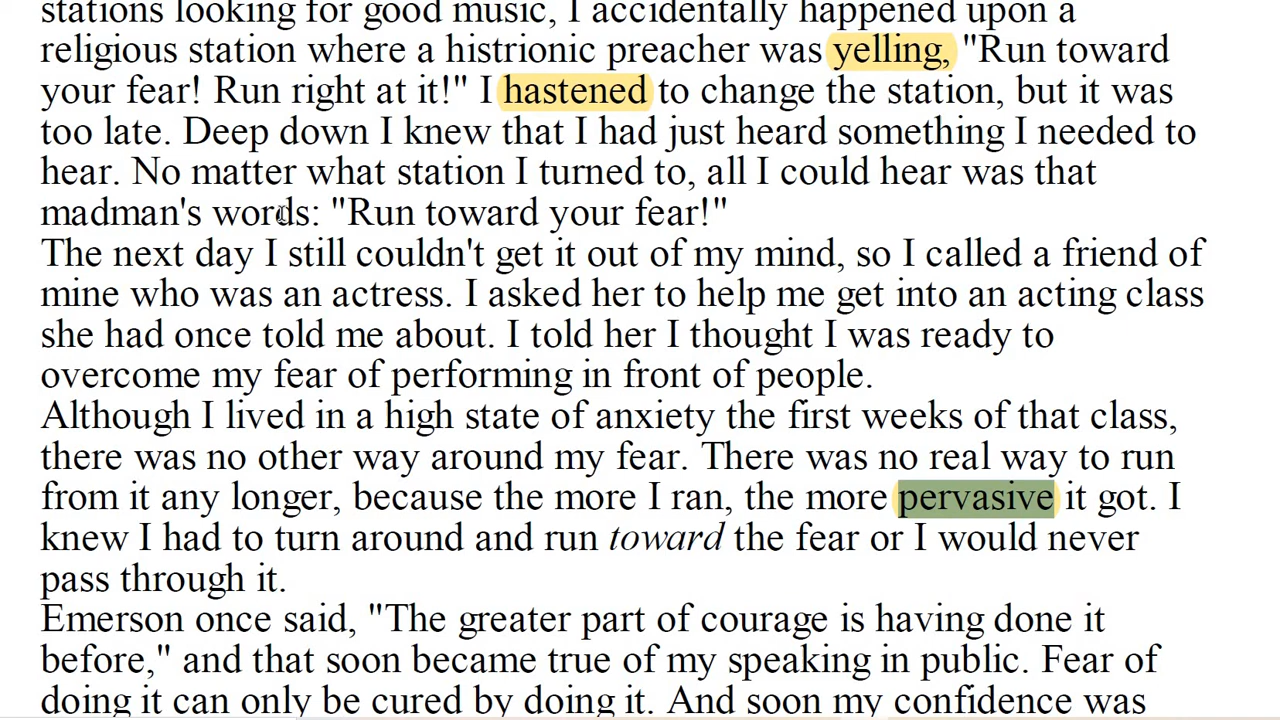 stations looking for good music, I accidentally happened upon a
religious station where a histrionic preacher was yelling, "Run toward
your fear! Run right at it!" I hastened to change the station, but it was
too late. Deep down I knew that I had just heard something I needed to
hear. No matter what station I turned to, all I could hear was that
madman's words: "Run toward your fear!"
The next day I still couldn't get it out of my mind, so I called a friend of
mine who was an actress. I asked her to help me get into an acting class
she had once told me about. I told her I thought I was ready to
overcome my fear of performing in front of people.
Although I lived in a high state of anxiety the first weeks of that class,
there was no other way around my fear. There was no real way to run
from it any longer, because the more I ran, the more pervasive it got. I
knew I had to turn around and run toward the fear or I would never
pass through it.
Emerson once said, "The greater part of courage is having done it
before," and that soon became true of my speaking in public. Fear of
doing it can only be cured by doing it. And soon my confidence was